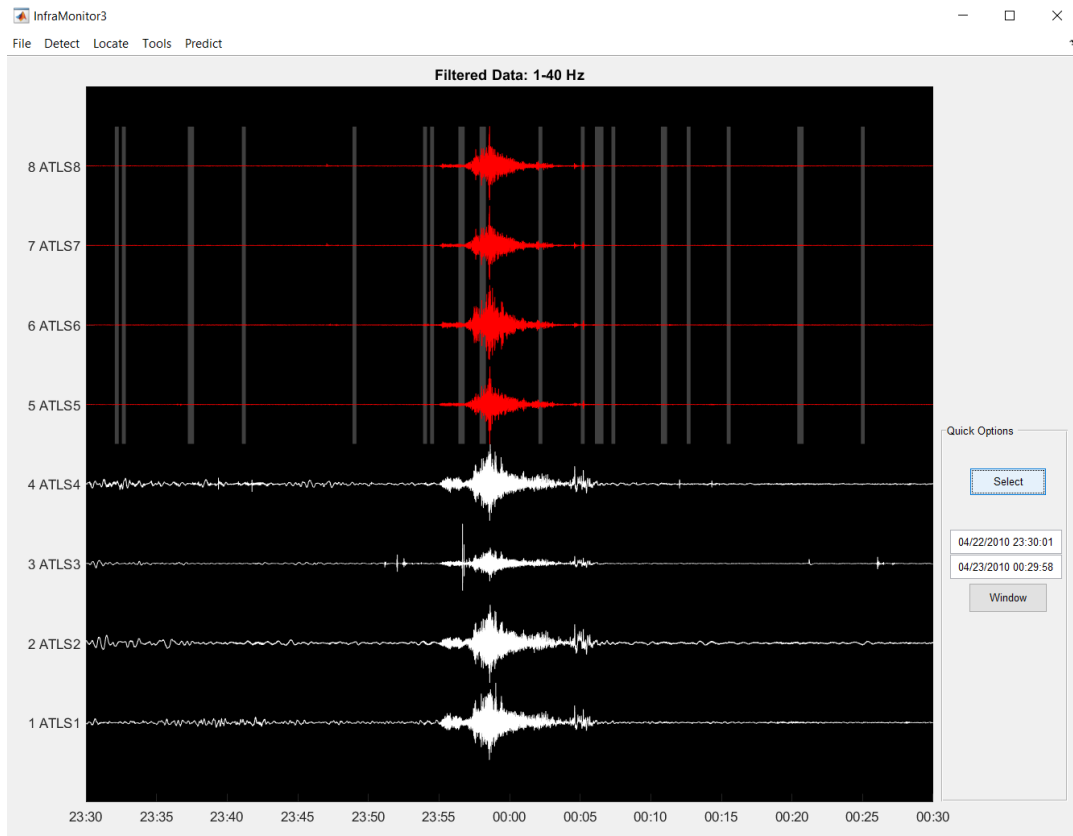 InfraMonitor3
File Detect Locate Tools Predict
Filtered Data: 1-40 Hz
8 ATLS8
7 ATLS7
6 ATLS6
5 ATLS5
4 ATLS4
3 ATLS3
2 ATLS2
1 ATLS1
23:30 23:35 23:40 23:45 23:50 23:55 00:00 00:05 00:10 00:15 00:20 00:25 00:30
Quick Options
Select
04/22/2010 23:30:01
04/23/2010 00:29:58
Window